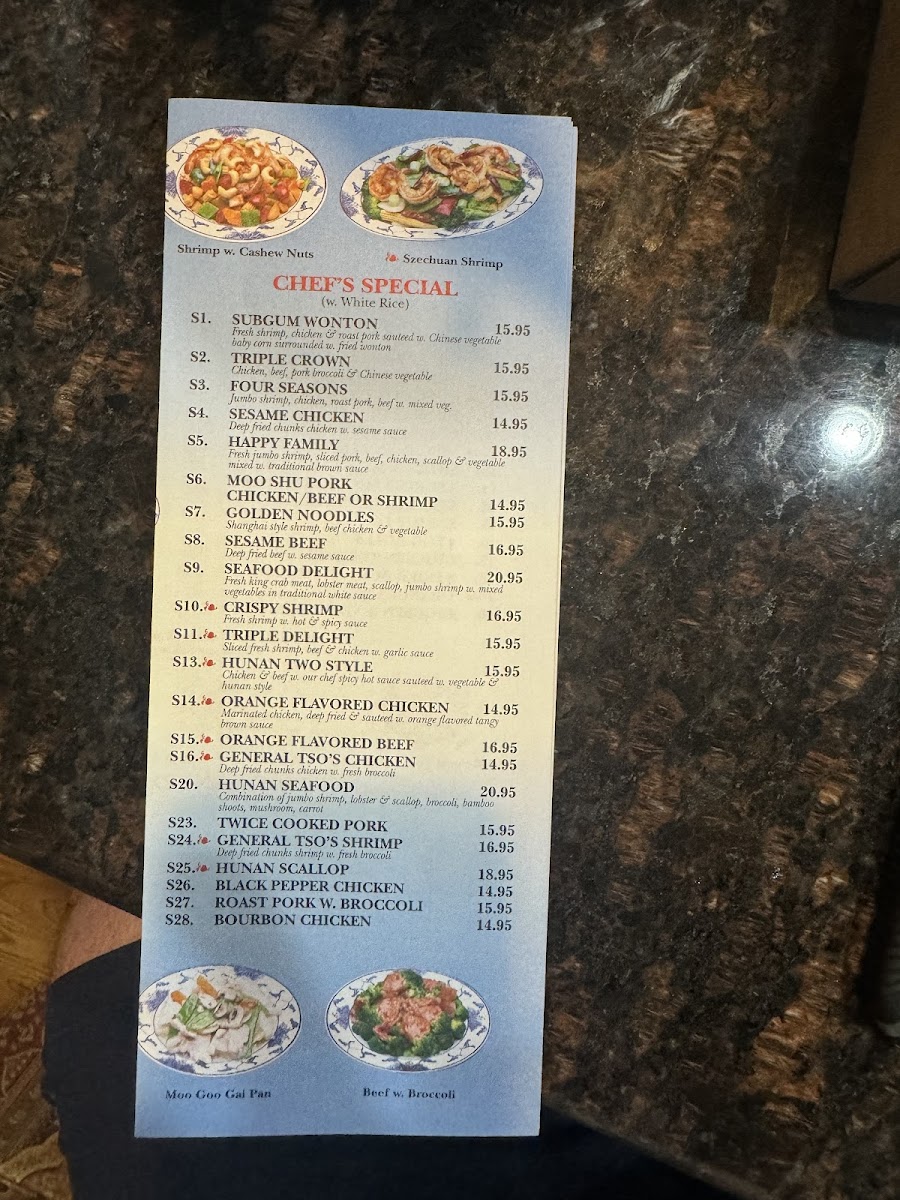 Shrimp w. Cashew Nuts
Szechuan Shrimp
CHEF'S SPECIAL
(w. White Rice)
S1. SUBGUM WONTON 15.95
Fresh shrimp, chicken & roast pork sauteed w. Chinese vegetable
baby corn surrounded w. fried wonton
S2. TRIPLE CROWN 15.95
Chicken, beef, pork broccoli & Chinese vegetable
S3. FOUR SEASONS 15.95
Jumbo shrimp, chicken, roast pork, beef w. mixed veg.
S4. SESAME CHICKEN 14.95
Deep fried chunks chicken w. sesame sauce
S5. HAPPY FAMILY 18.95
Fresh jumbo shrimp, sliced pork, beef, chicken, scallop & vegetable
mixed w. traditional brown sauce
S6. MOO SHU PORK
CHICKEN/BEEF OR SHRIMP 14.95
S7. GOLDEN NOODLES 15.95
Shanghai style shrimp, beef chicken & vegetable
S8. SESAME BEEF 16.95
Deep fried beef w. sesame sauce
S9. SEAFOOD DELIGHT 20.95
Fresh king crab meat, lobster meat, scallop, jumbo shrimp w. mixed
vegetables in traditional white sauce
S10. CRISPY SHRIMP 16.95
Fresh shrimp w. hot & spicy sauce
S11. TRIPLE DELIGHT 15.95
Sliced fresh shrimp, beef & chicken w. garlic sauce
S13. HUNAN TWO STYLE 15.95
Chicken & beef w. our chef spicy hot sauce sauteed w. vegetable &
hunan style
S14. ORANGE FLAVORED CHICKEN 14.95
Marinated chicken, deep fried & sauteed w. orange flavored tangy
brown sauce
S15. ORANGE FLAVORED BEEF 16.95
S16. GENERAL TSO'S CHICKEN 14.95
Deep fried chunks chicken w. fresh broccoli
S20. HUNAN SEAFOOD 20.95
Combination of jumbo shrimp, lobster & scallop, broccoli, bamboo
shoots, mushroom, carrot
S23. TWICE COOKED PORK 15.95
S24. GENERAL TSO'S SHRIMP 16.95
Deep fried chunks shrimp w. fresh broccoli
S25. HUNAN SCALLOP 18.95
S26. BLACK PEPPER CHICKEN 14.95
S27. ROAST PORK W. BROCCOLI 15.95
S28. BOURBON CHICKEN 14.95
Moo Goo Gai Pan
Beef w. Broccoli